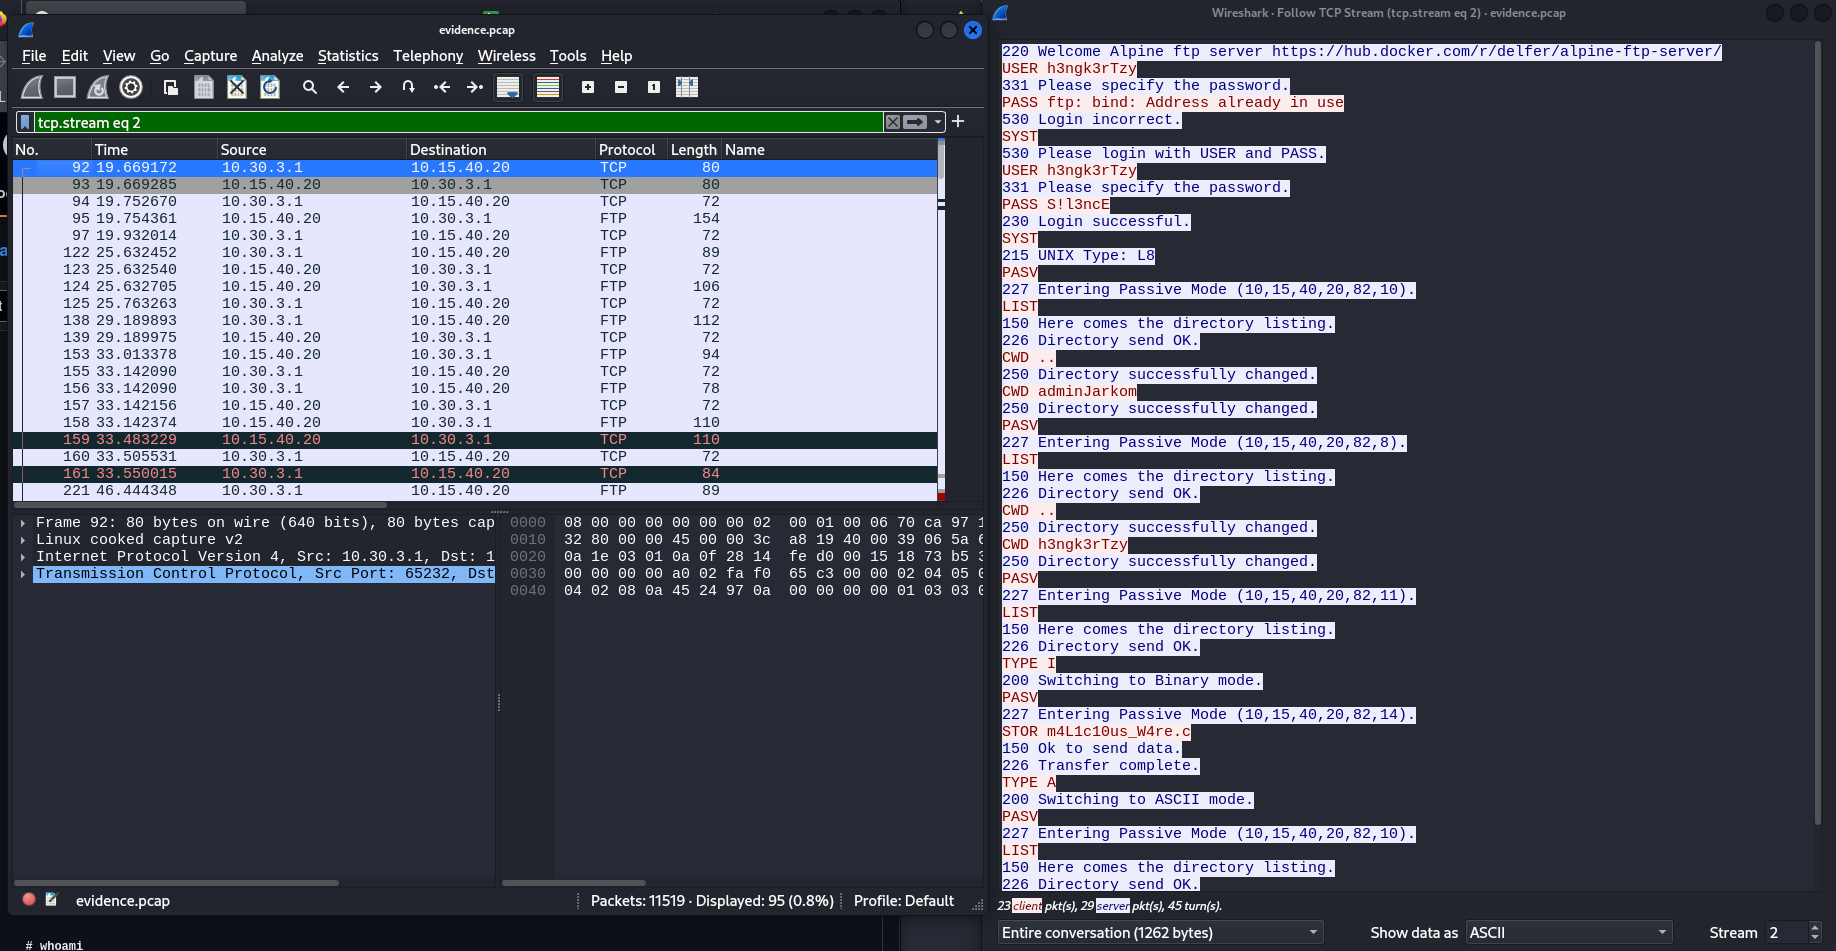 evidence.pcap
File Edit View Go Capture Analyze Statistics Telephony Wireless Tools Help
tcp.stream eq 2
No. Time Source Destination Protocol Length Name
92 19.669172 10.30.3.1 10.15.40.20 TCP 80
93 19.669285 10.15.40.20 10.30.3.1 TCP 80
94 19.752670 10.30.3.1 10.15.40.20 TCP 72
95 19.754361 10.15.40.20 10.30.3.1 FTP 154
97 19.932014 10.30.3.1 10.15.40.20 TCP 72
122 25.632452 10.30.3.1 10.15.40.20 FTP 89
123 25.632540 10.15.40.20 10.30.3.1 TCP 72
124 25.632705 10.15.40.20 10.30.3.1 FTP 106
125 25.763263 10.30.3.1 10.15.40.20 TCP 72
138 29.189893 10.30.3.1 10.15.40.20 FTP 112
139 29.189975 10.15.40.20 10.30.3.1 TCP 72
153 33.013378 10.15.40.20 10.30.3.1 FTP 94
155 33.142090 10.30.3.1 10.15.40.20 TCP 72
156 33.142090 10.30.3.1 10.15.40.20 FTP 78
157 33.142156 10.15.40.20 10.30.3.1 TCP 72
158 33.142374 10.15.40.20 10.30.3.1 FTP 110
159 33.483229 10.15.40.20 10.30.3.1 TCP 110
160 33.505531 10.30.3.1 10.15.40.20 TCP 72
161 33.550015 10.30.3.1 10.15.40.20 TCP 84
221 46.444348 10.30.3.1 10.15.40.20 FTP 89
Frame 92: 80 bytes on wire (640 bits), 80 bytes cap
Linux cooked capture v2
Internet Protocol Version 4, Src: 10.30.3.1, Dst: 1
Transmission Control Protocol, Src Port: 65232, Dst
0000 08 00 00 00 00 00 00 02 00 01 00 06 70 ca 97 1
0010 32 80 00 00 45 00 00 3c a8 19 40 00 39 06 5a 6
0020 0a 1e 03 01 0a 0f 28 14 fe d0 00 15 18 73 b5 3
0030 00 00 00 00 a0 02 fa f0 65 c3 00 00 02 04 05
0040 04 02 08 0a 45 24 97 0a 00 00 00 00 01 03 03
evidence.pcap
Packets: 11519 · Displayed: 95 (0.8%)
Profile: Default
# whoami
Wireshark · Follow TCP Stream (tcp.stream eq 2) · evidence.pcap
220 Welcome Alpine ftp server https://hub.docker.com/r/delfer/alpine-ftp-server/
USER h3ngk3rTzy
331 Please specify the password.
PASS ftp: bind: Address already in use
530 Login incorrect.
SYST
530 Please login with USER and PASS.
USER h3ngk3rTzy
331 Please specify the password.
PASS S!l3ncE
230 Login successful.
SYST
215 UNIX Type: L8
PASV
227 Entering Passive Mode (10,15,40,20,82,10).
LIST
150 Here comes the directory listing.
226 Directory send OK.
CWD ..
250 Directory successfully changed.
CWD adminJarkom
250 Directory successfully changed.
PASV
227 Entering Passive Mode (10,15,40,20,82,8).
LIST
150 Here comes the directory listing.
226 Directory send OK.
CWD ..
250 Directory successfully changed.
CWD h3ngk3rTzy
250 Directory successfully changed.
PASV
227 Entering Passive Mode (10,15,40,20,82,11).
LIST
150 Here comes the directory listing.
226 Directory send OK.
TYPE I
200 Switching to Binary mode.
PASV
227 Entering Passive Mode (10,15,40,20,82,14).
STOR m4L1c10us_W4re.c
150 Ok to send data.
226 Transfer complete.
TYPE A
200 Switching to ASCII mode.
PASV
227 Entering Passive Mode (10,15,40,20,82,10).
LIST
150 Here comes the directory listing.
226 Directory send OK.
23 client pkt(s), 29 server pkt(s), 45 turn(s).
Entire conversation (1262 bytes)
Show data as ASCII
Stream 2